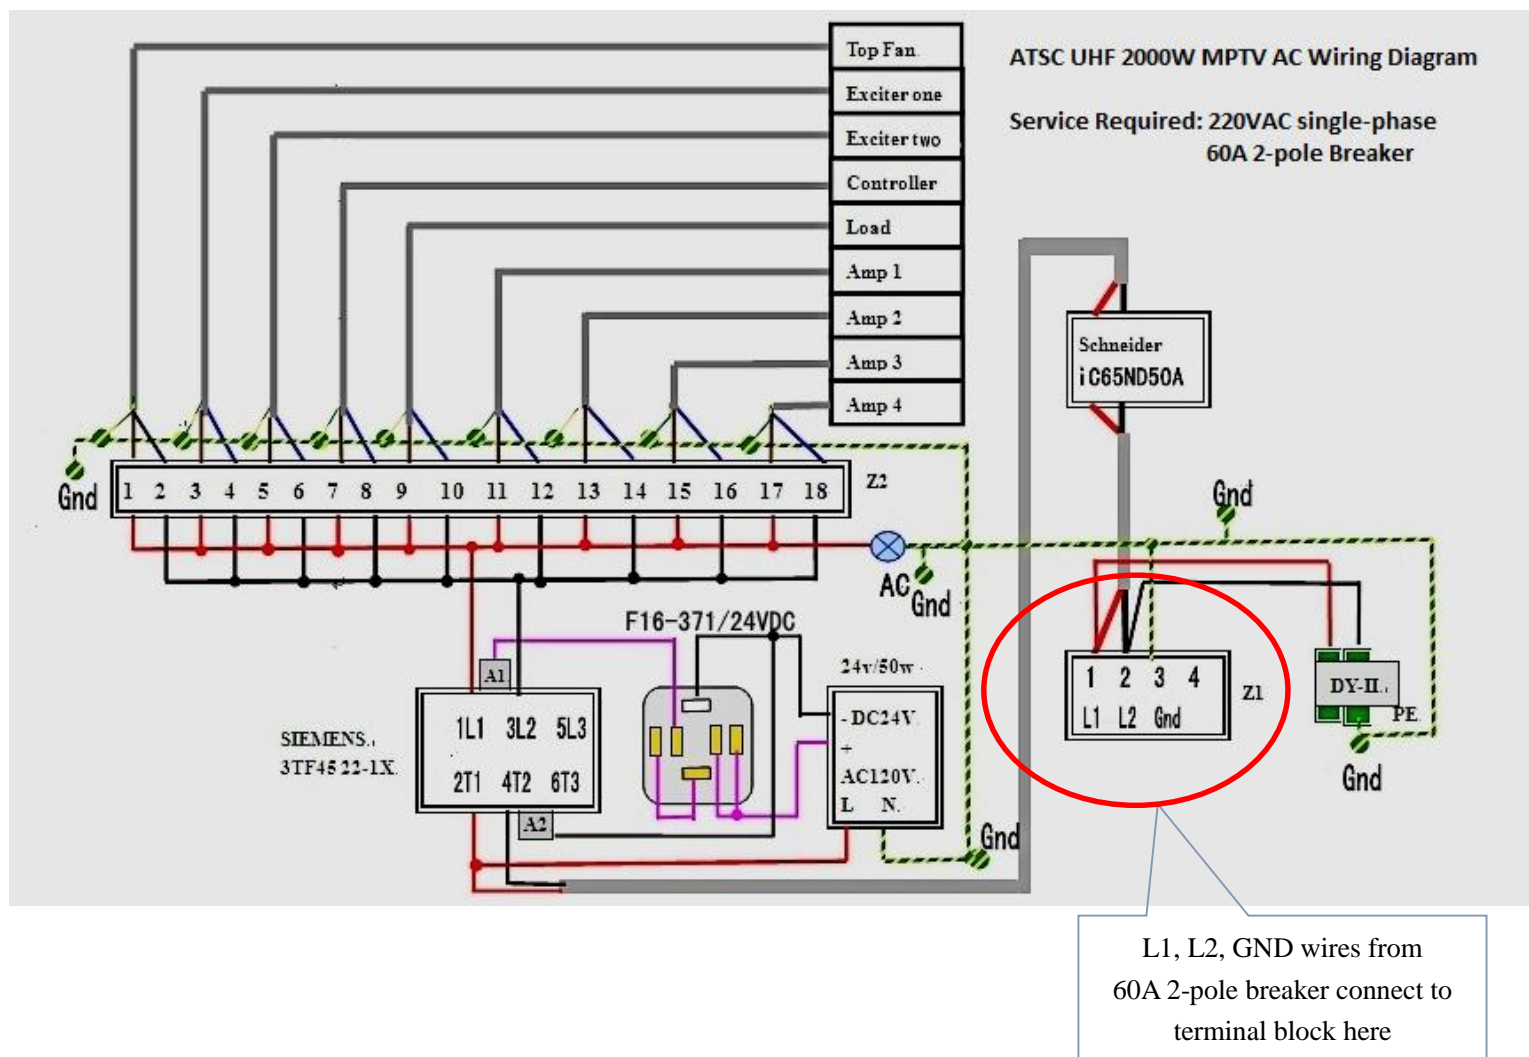 ATSC UHF 2000W MPTV AC Wiring Diagram
Service Required: 220VAC single-phase
60A 2-pole Breaker
Top Fan.
Exciter one
Exciter two
Controller
Load
Amp 1
Amp 2
Amp 3
Amp 4
Schneider
iC65ND50A
Gnd
1 2 3 4 5 6 7 8 9 10 11 12 13 14 15 16 17 18
Z2
Gnd
AC
Gnd
F16-371/24VDC
A1
24v/50w
1L1 3L2 5L3
2T1 4T2 6T3
A2
SIEMENS.
3TF45 22-1X.
-DC24V.
+
AC120V.
L N.
Gnd
1 2 3 4
L1 L2 Gnd
Z1
DY-II.
PE.
Gnd
L1, L2, GND wires from
60A 2-pole breaker connect to
terminal block here